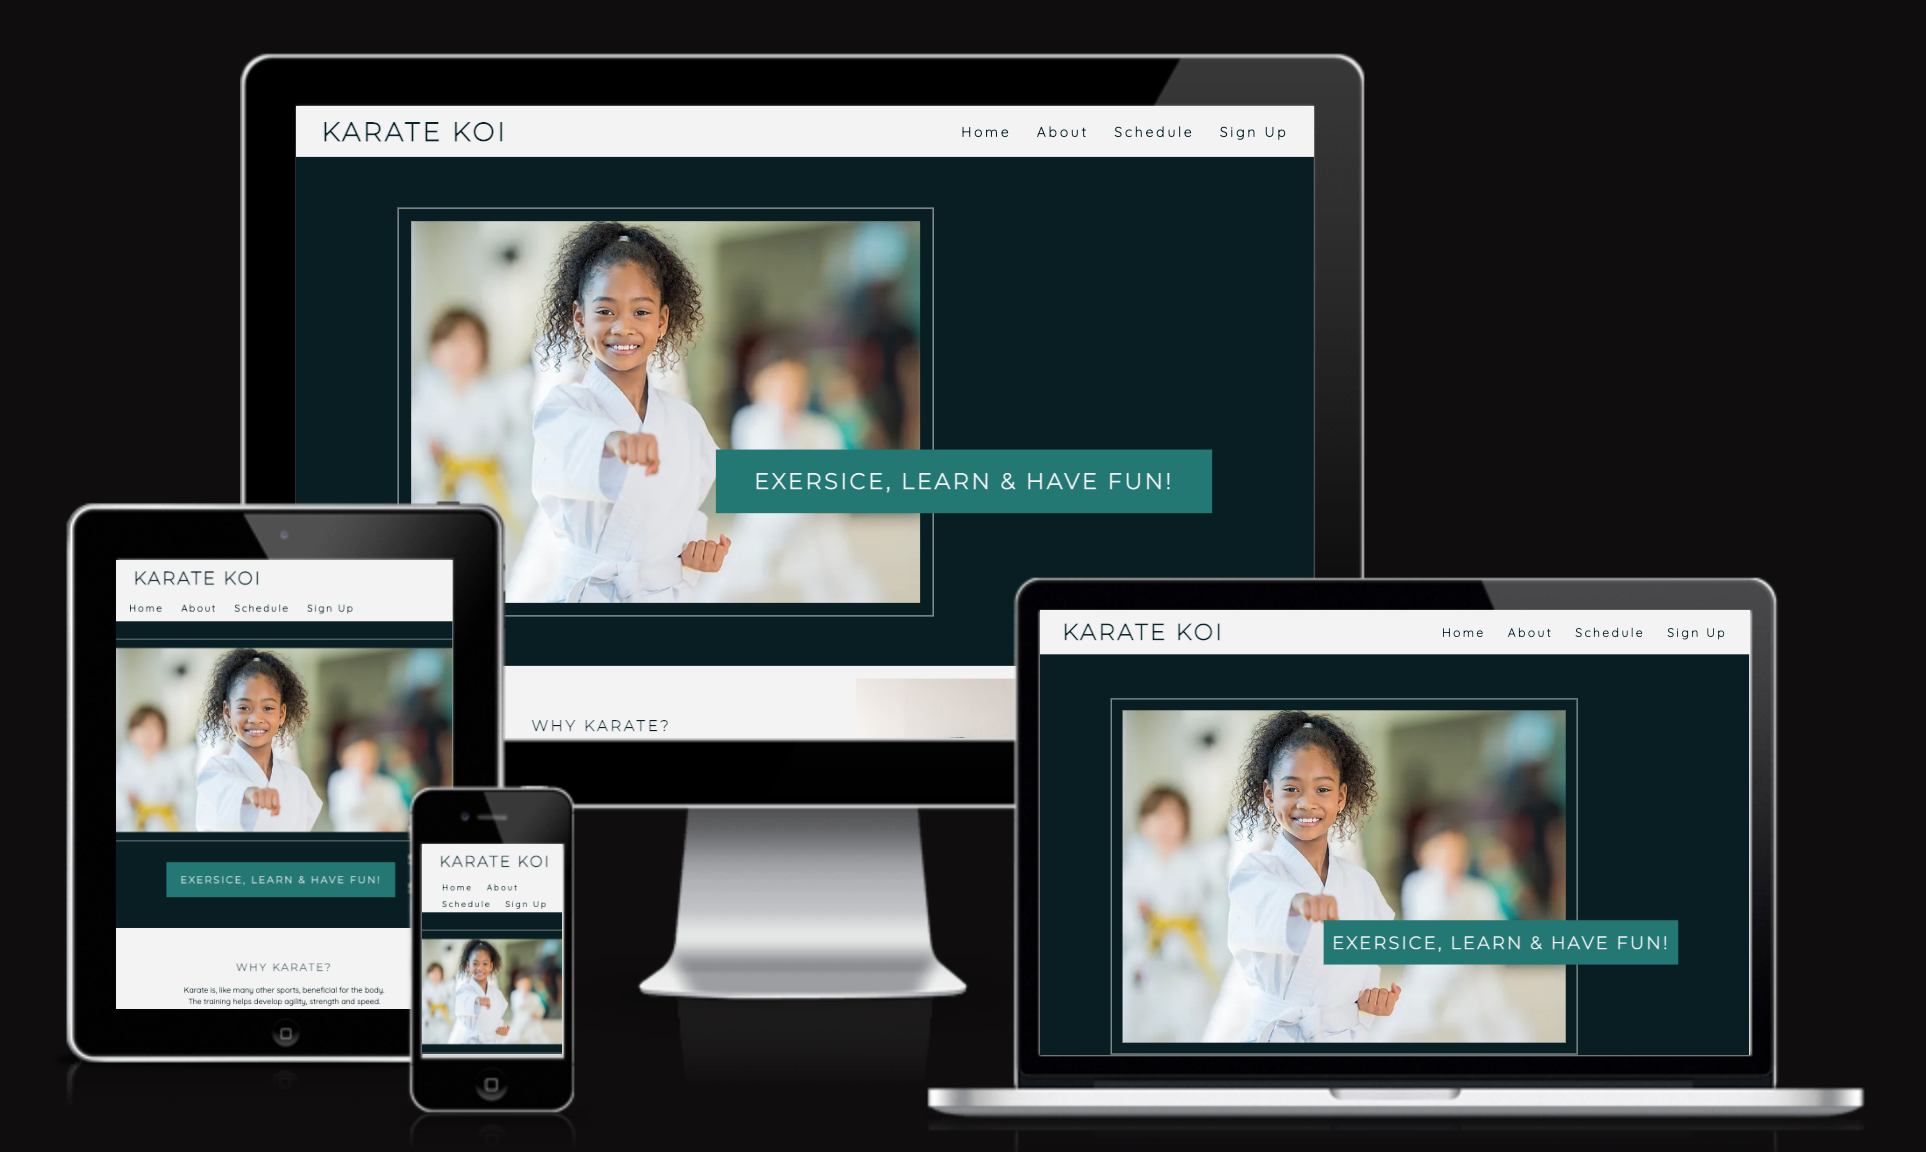 KARATE KOI
Home About Schedule Sign Up
EXERSICE, LEARN & HAVE FUN!
WHY KARATE?
KARATE KOI
Home About Schedule Sign Up
EXERSICE, LEARN & HAVE FUN!
WHY KARATE?
Karate is, like many other sports, beneficial for the body.
The training helps develop agility, strength and speed.
KARATE KOI
Home About
Schedule Sign Up
KARATE KOI
Home About Schedule Sign Up
EXERSICE, LEARN & HAVE FUN!